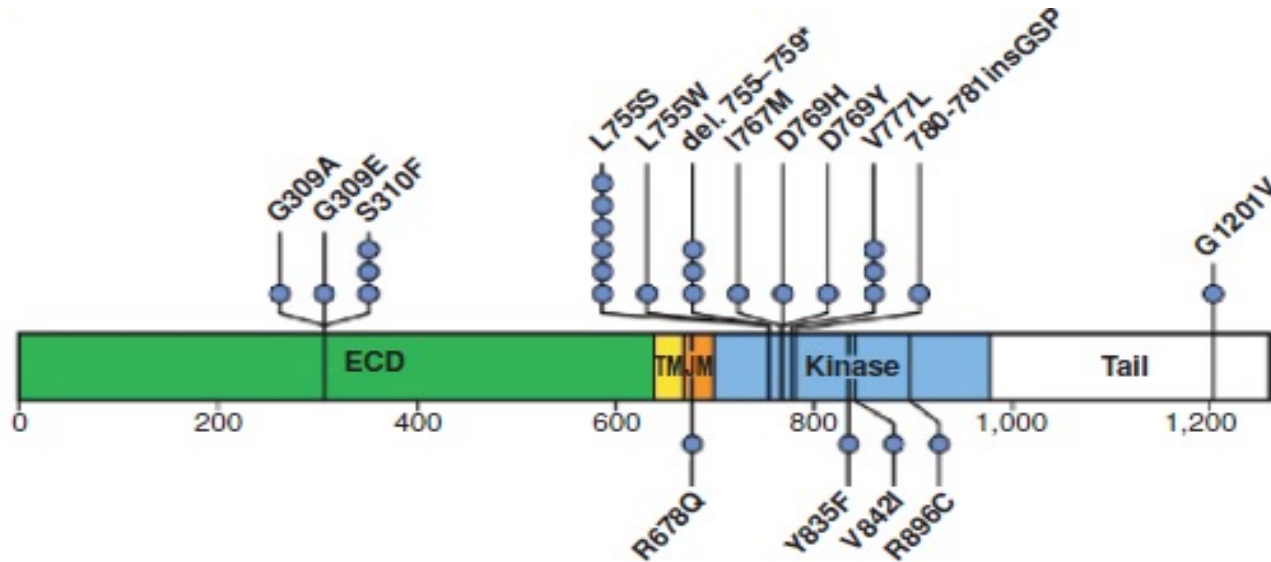 G309A
G309E
S310F
L755S
L755W
del. 755–759*
I767M
D769H
D769Y
V777L
780-781insGSP
G1201V
ECD
TM
JM
Kinase
Tail
0
200
400
600
800
1,000
1,200
R678Q
Y835F
V842I
R896C